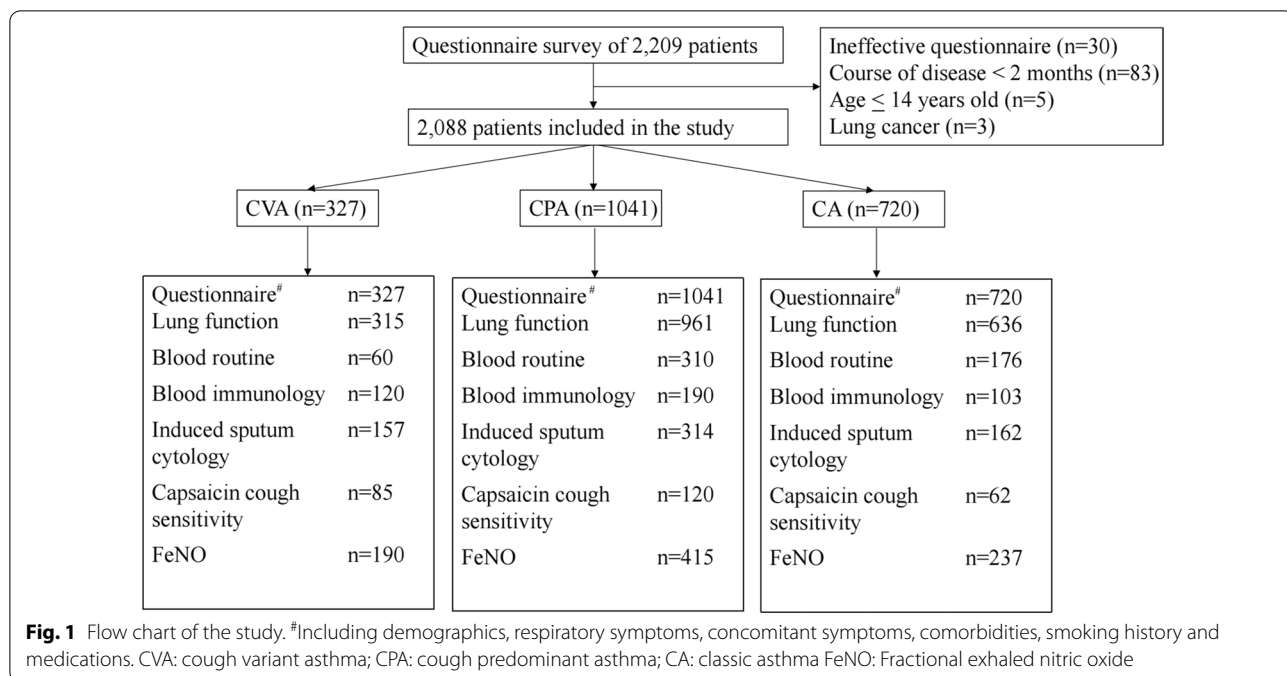 Questionnaire survey of 2,209 patients
Ineffective questionnaire (n=30)
Course of disease < 2 months (n=83)
Age ≤ 14 years old (n=5)
Lung cancer (n=3)
2,088 patients included in the study
CVA (n=327)
CPA (n=1041)
CA (n=720)
Questionnaire# n=327
Lung function n=315
Blood routine n=60
Blood immunology n=120
Induced sputum
cytology n=157
Capsaicin cough
sensitivity n=85
FeNO n=190
Questionnaire# n=1041
Lung function n=961
Blood routine n=310
Blood immunology n=190
Induced sputum
cytology n=314
Capsaicin cough
sensitivity n=120
FeNO n=415
Questionnaire# n=720
Lung function n=636
Blood routine n=176
Blood immunology n=103
Induced sputum
cytology n=162
Capsaicin cough
sensitivity n=62
FeNO n=237
Fig. 1 Flow chart of the study. #Including demographics, respiratory symptoms, concomitant symptoms, comorbidities, smoking history and
medications. CVA: cough variant asthma; CPA: cough predominant asthma; CA: classic asthma FeNO: Fractional exhaled nitric oxide